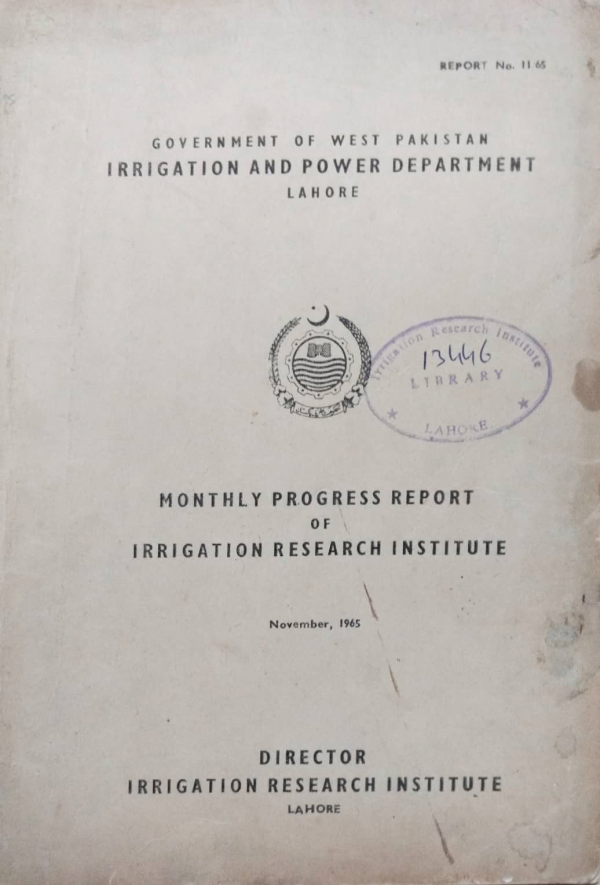 REPORT No. 11 65
GOVERNMENT OF WEST PAKISTAN
IRRIGATION AND POWER DEPARTMENT
LAHORE
Irrigation Research Institute
13446
LIBRARY
LAHORE
MONTHLY PROGRESS REPORT
OF
IRRIGATION RESEARCH INSTITUTE
November, 1965
DIRECTOR
IRRIGATION RESEARCH INSTITUTE
LAHORE